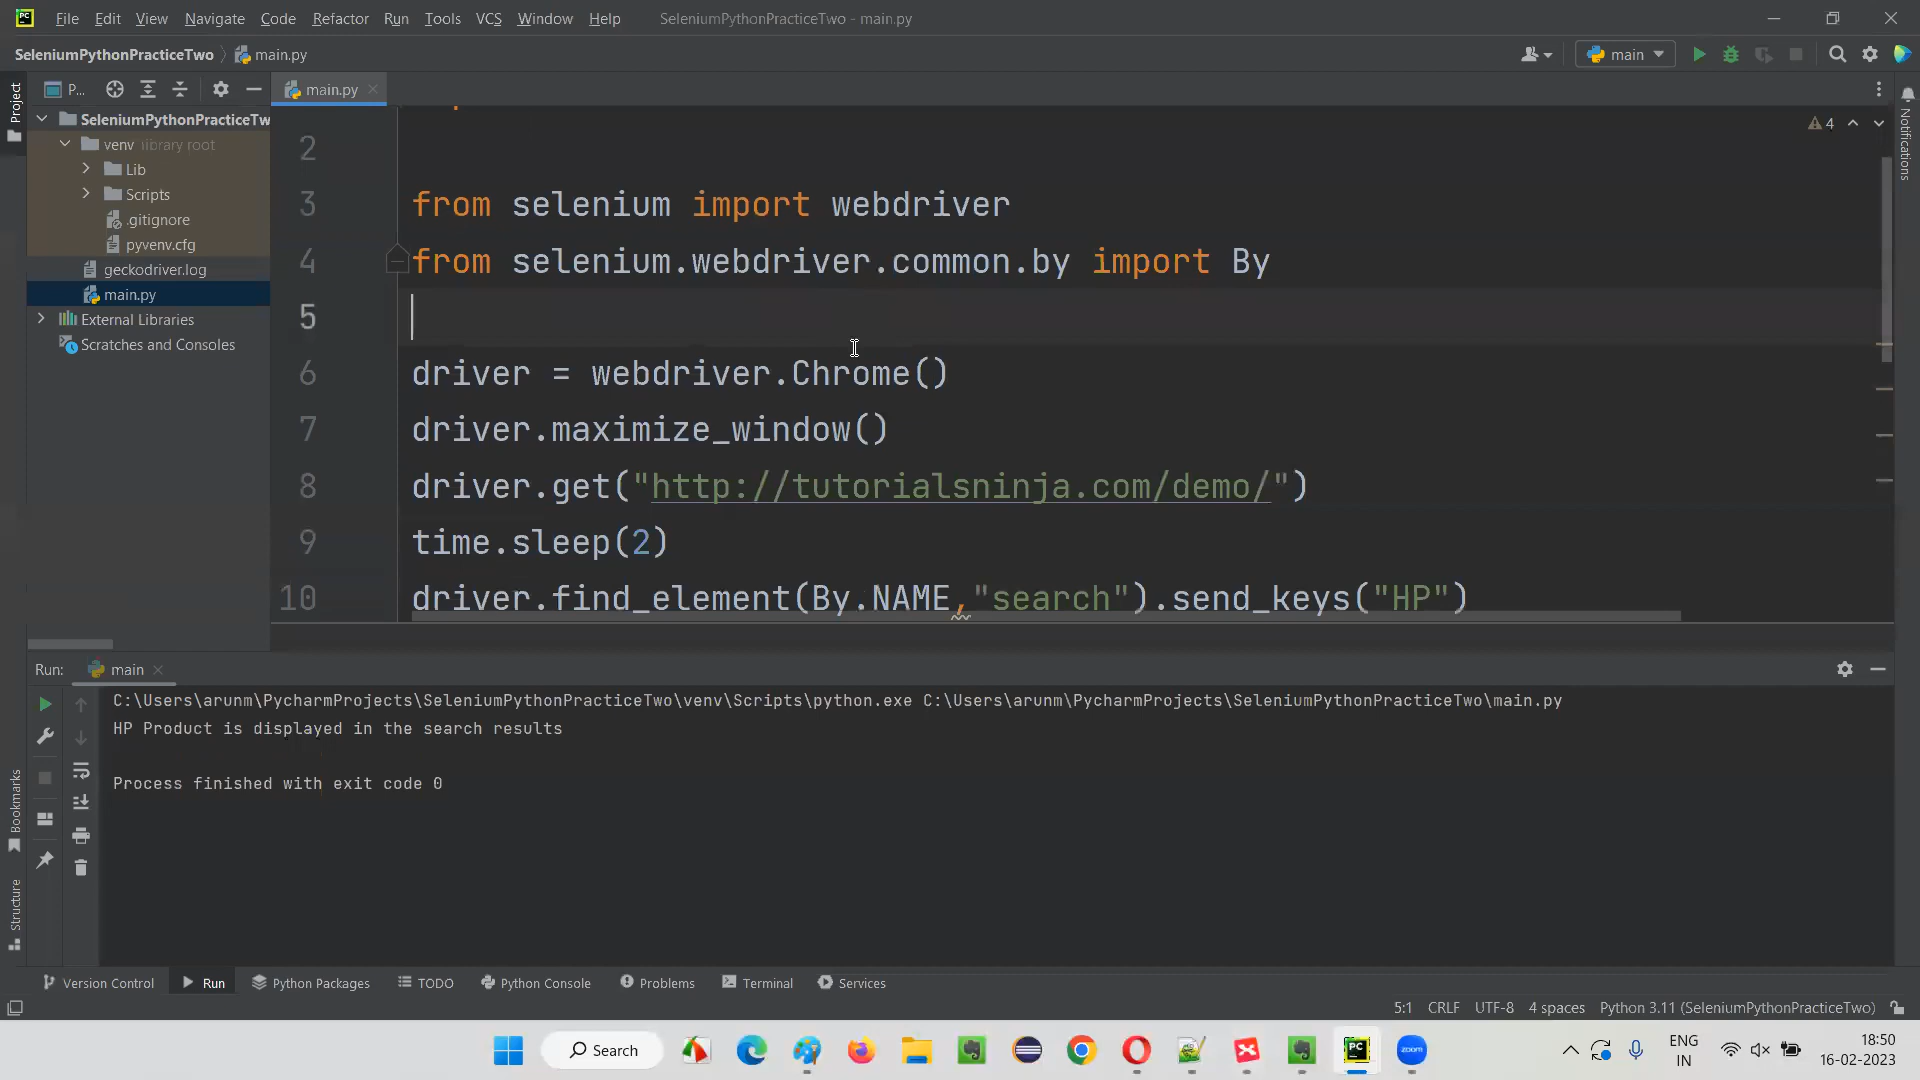 File Edit View Navigate Code Refactor Run Tools VCS Window Help SeleniumPythonPracticeTwo - main.py
SeleniumPythonPracticeTwo main.py main
Project
P...
main.py
SeleniumPythonPracticeTw
venv library root
Lib
Scripts
.gitignore
pyvenv.cfg
geckodriver.log
main.py
External Libraries
Scratches and Consoles
4
Notifications
2
3 from selenium import webdriver
4 from selenium.webdriver.common.by import By
5
6 driver = webdriver.Chrome()
7 driver.maximize_window()
8 driver.get("http://tutorialsninja.com/demo/")
9 time.sleep(2)
10 driver.find_element(By.NAME,"search").send_keys("HP")
Run: main
C:\Users\arunm\PycharmProjects\SeleniumPythonPracticeTwo\venv\Scripts\python.exe C:\Users\arunm\PycharmProjects\SeleniumPythonPracticeTwo\main.py
HP Product is displayed in the search results
Process finished with exit code 0
Bookmarks
Structure
Version Control Run Python Packages TODO Python Console Problems Terminal Services
5:1 CRLF UTF-8 4 spaces Python 3.11 (SeleniumPythonPracticeTwo)
Search
PC
zoom
ENG
IN
18:50
16-02-2023